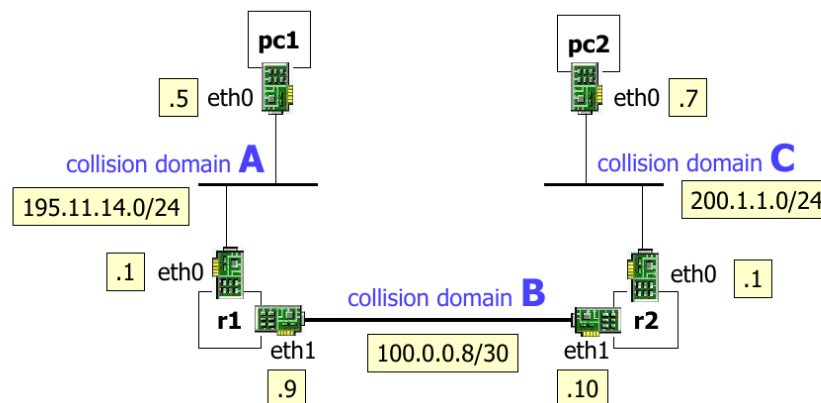 pc1
pc2
.5 eth0
eth0 .7
collision domain A
collision domain C
195.11.14.0/24
200.1.1.0/24
.1 eth0
eth0 .1
collision domain B
r1
r2
eth1
100.0.0.8/30
eth1
.9
.10